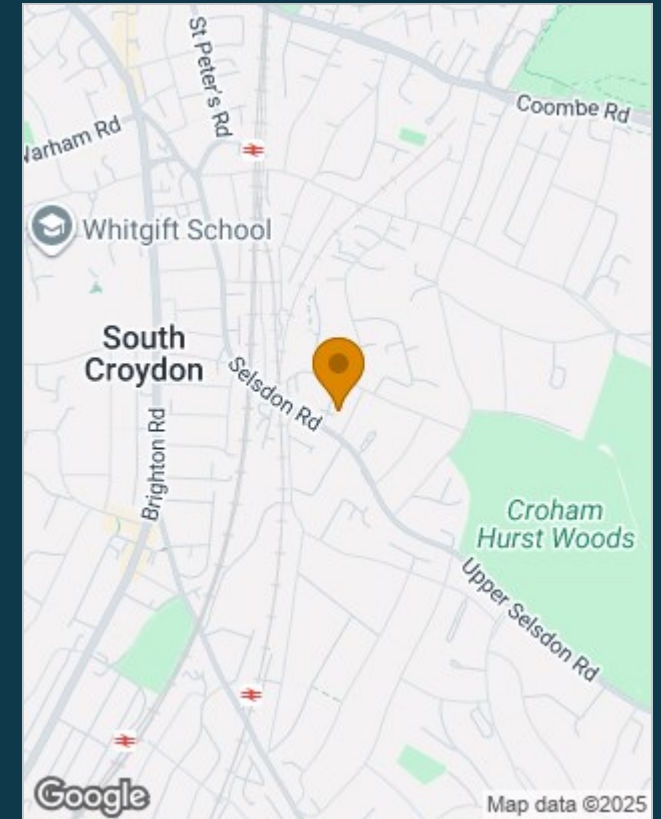 St Peter's Rd
Coombe Rd
Warham Rd
Whitgift School
South
Croydon
Selsdon Rd
Brighton Rd
Croham
Hurst Woods
Upper Selsdon Rd
Google
Map data ©2025